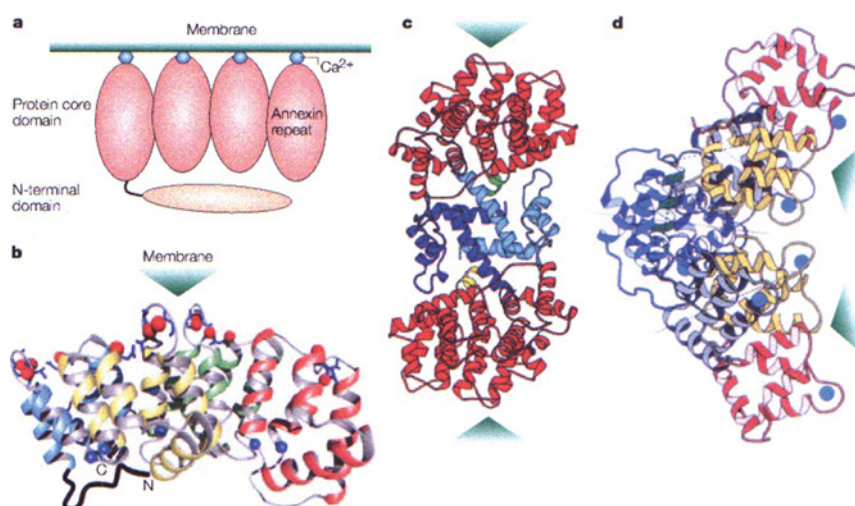 a
Membrane
Ca2+
Protein core
domain
Annexin
repeat
N-terminal
domain
b
Membrane
C
N
c
d